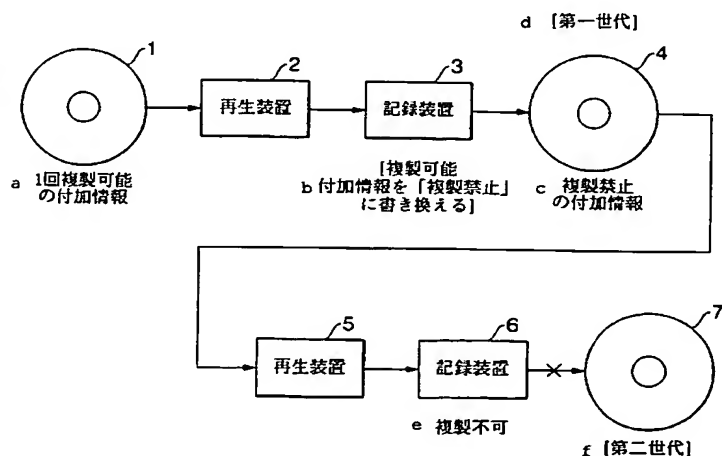 d [第一世代]
1
2
3
4
再生装置
記録装置
a 1回複製可能
の付加情報
[複製可能
b 付加情報を「複製禁止」
に書き換える]
c 複製禁止
の付加情報
5
6
7
再生装置
記録装置
e 複製不可
f [第二世代]